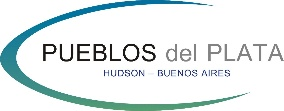 PUEBLOS del PLATA
HUDSON – BUENOS AIRES